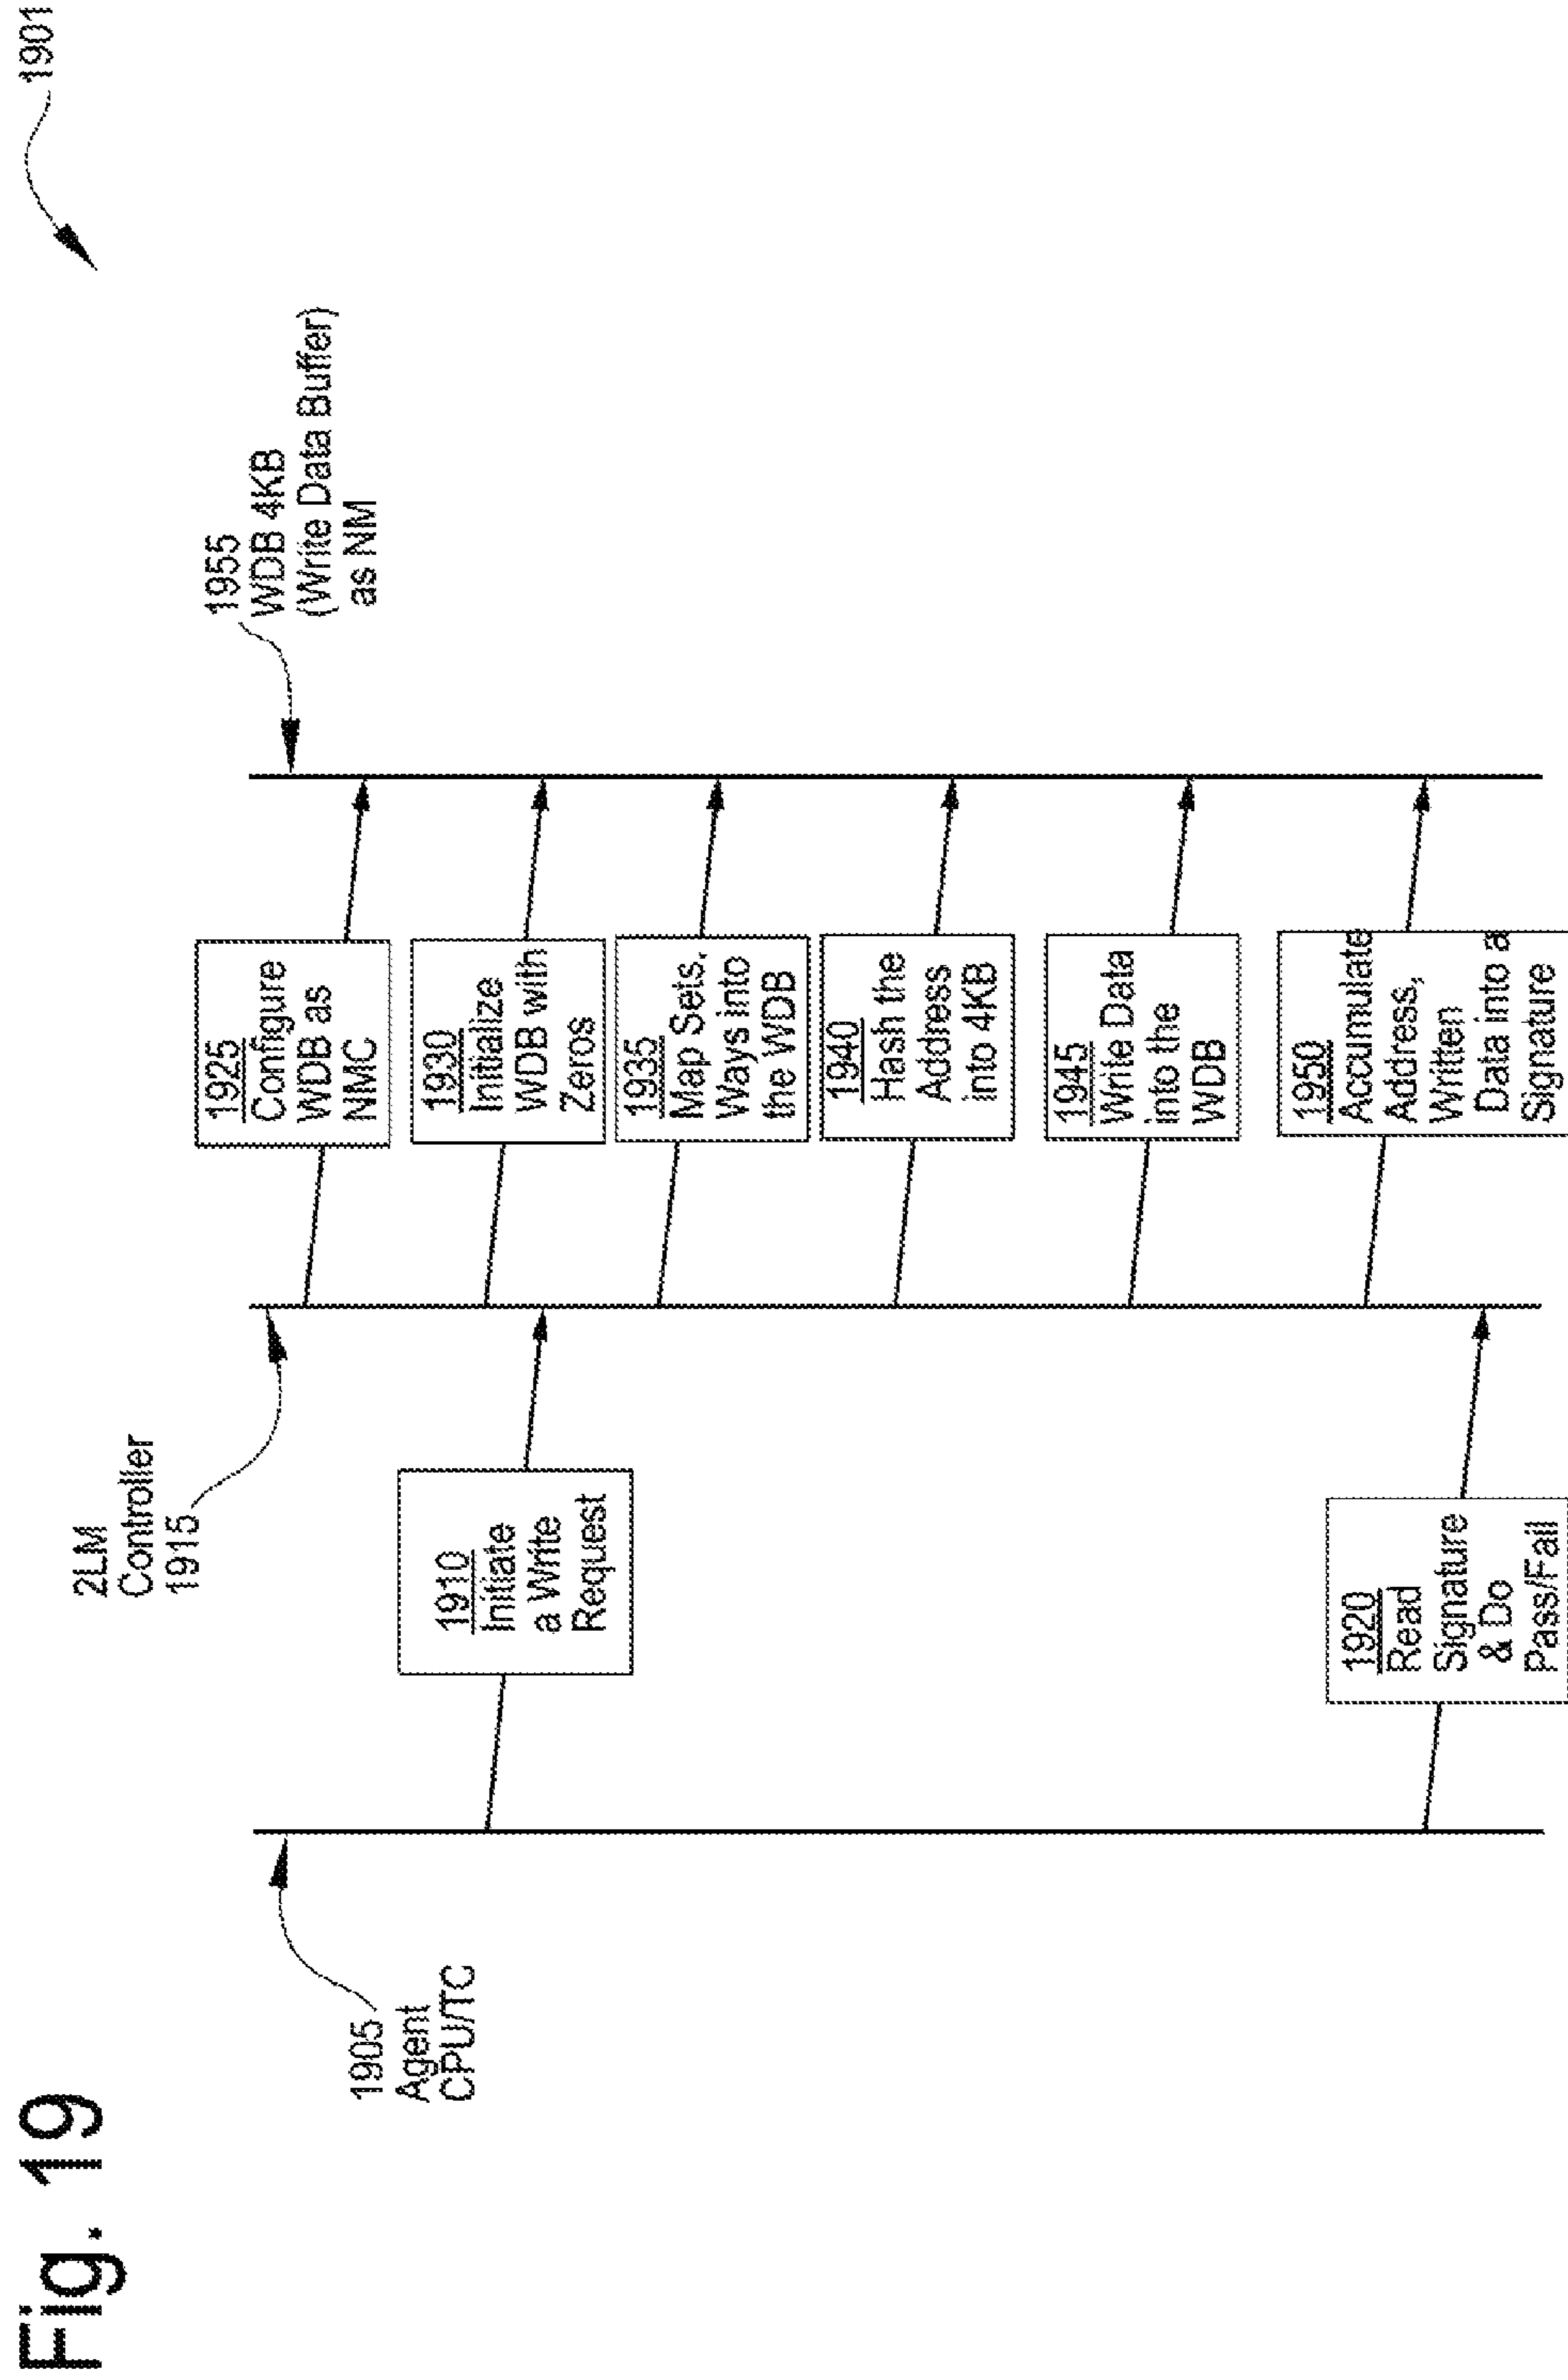 Fig. 19
1901
1905
Agent
CPU/TC
2LM
Controller
1915
1955
WDB 4KB
(Write Data Buffer)
as NM
1910
Initiate
a Write
Request
1920
Read
Signature
& Do
Pass/Fail
1925
Configure
WDB as
NMC
1930
Initialize
WDB with
Zeros
1935
Map Sets,
Ways into
the WDB
1940
Hash the
Address
into 4KB
1945
Write Data
into the
WDB
1950
Accumulate
Address,
Written
Data into a
Signature